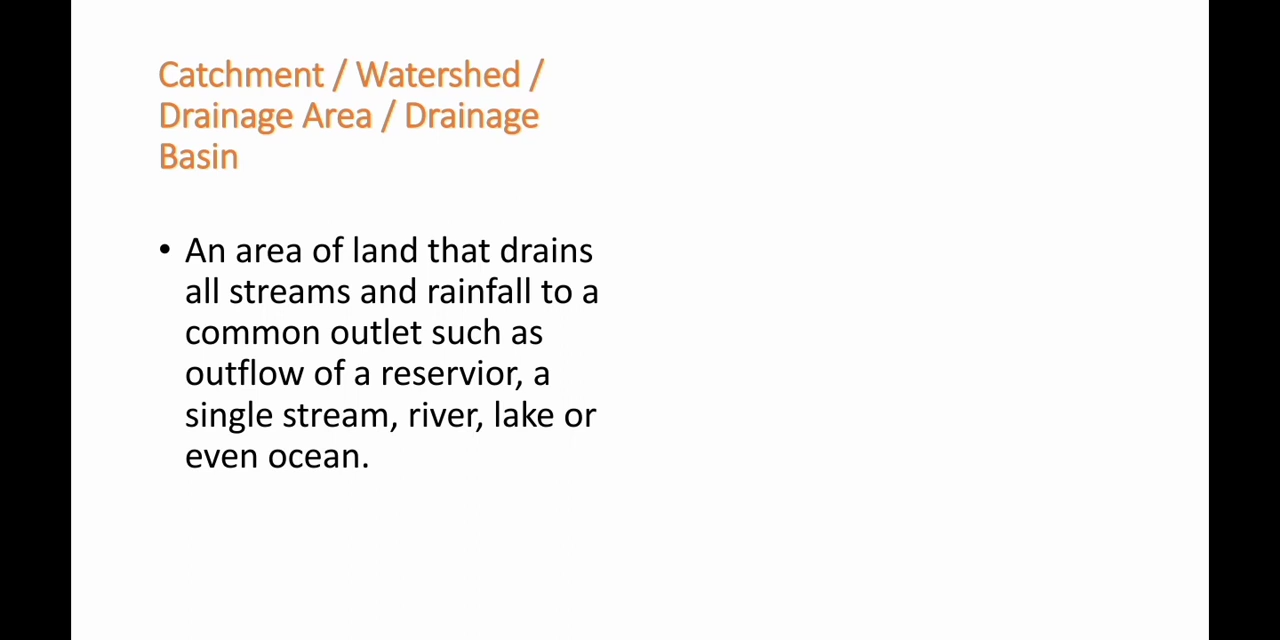 Catchment / Watershed /
Drainage Area / Drainage
Basin
• An area of land that drains
all streams and rainfall to a
common outlet such as
outflow of a reservior, a
single stream, river, lake or
even ocean.